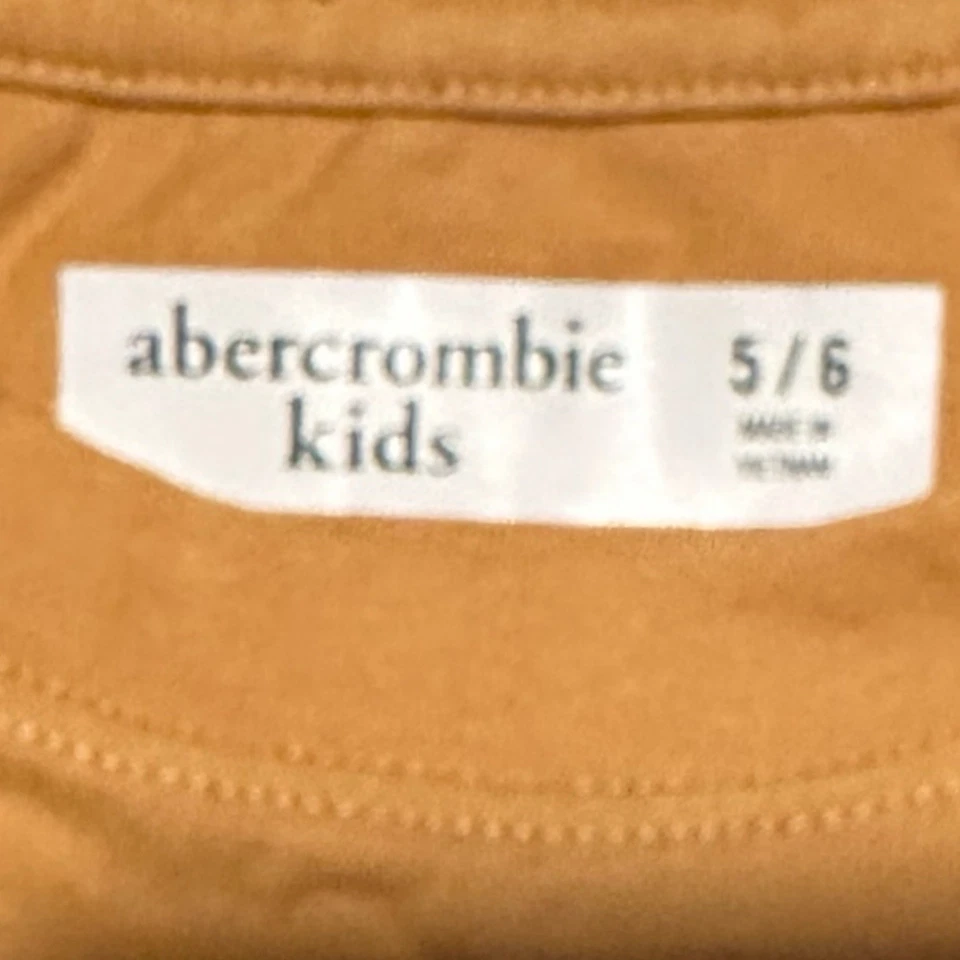 abercrombie
kids
5/6
MADE IN
VIETNAM